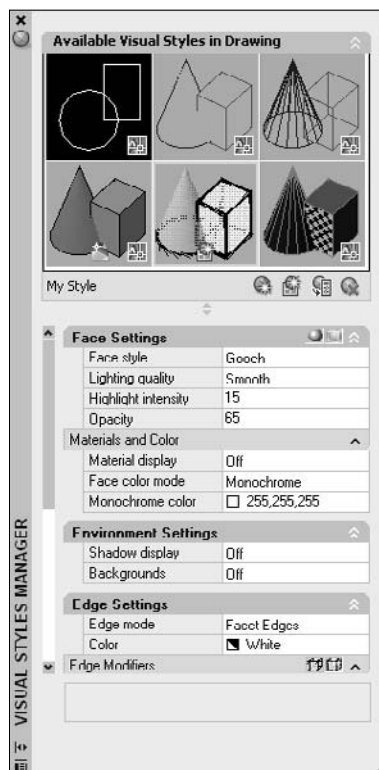 Available Visual Styles in Drawing
My Style
Face Settings
Face style Gooch
Lighting quality Smooth
Highlight intensity 15
Opacity 65
Materials and Color
Material display Off
Face color mode Monochrome
Monochrome color 255,255,255
Environment Settings
Shadow display Off
Backgrounds Off
Edge Settings
Edge mode Facet Edges
Color White
Edge Modifiers
VISUAL STYLES MANAGER